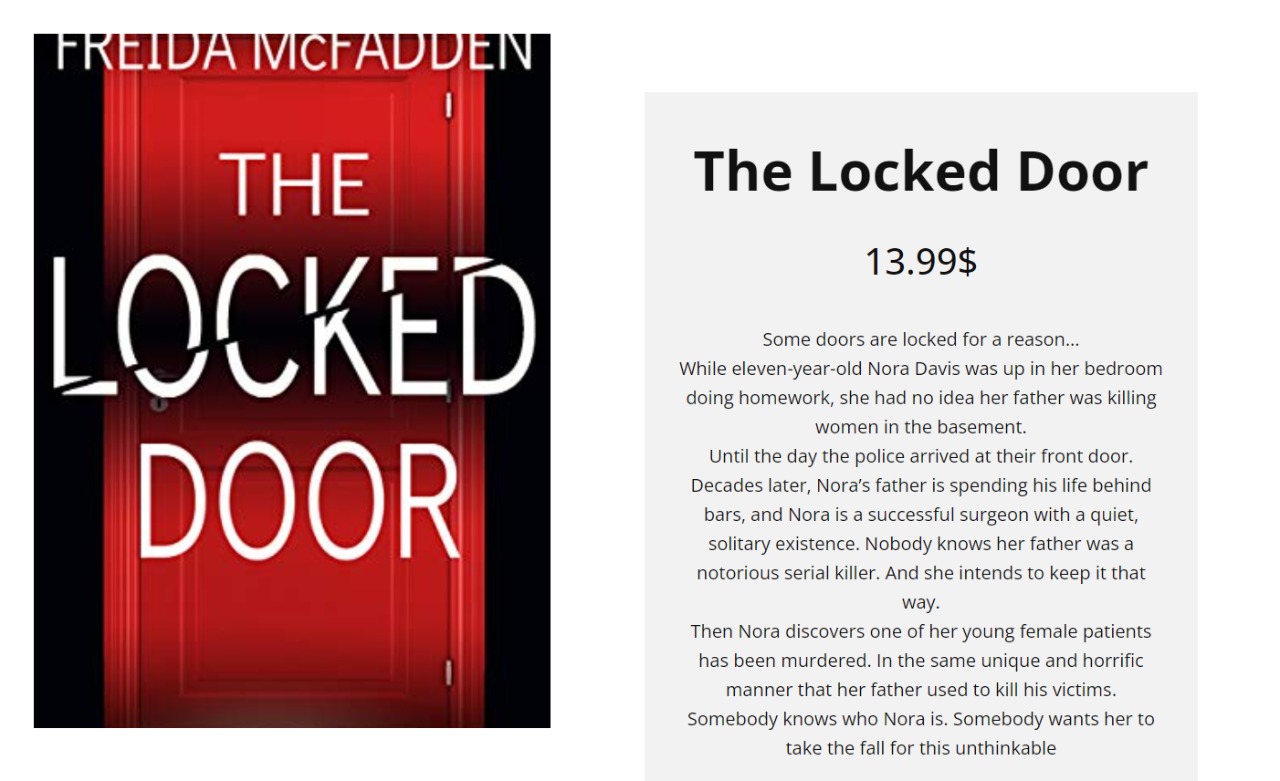 FREIDA McFADDEN
THE
LOCKED
DOOR
The Locked Door
13.99$
Some doors are locked for a reason...
While eleven-year-old Nora Davis was up in her bedroom
doing homework, she had no idea her father was killing
women in the basement.
Until the day the police arrived at their front door.
Decades later, Nora’s father is spending his life behind
bars, and Nora is a successful surgeon with a quiet,
solitary existence. Nobody knows her father was a
notorious serial killer. And she intends to keep it that
way.
Then Nora discovers one of her young female patients
has been murdered. In the same unique and horrific
manner that her father used to kill his victims.
Somebody knows who Nora is. Somebody wants her to
take the fall for this unthinkable